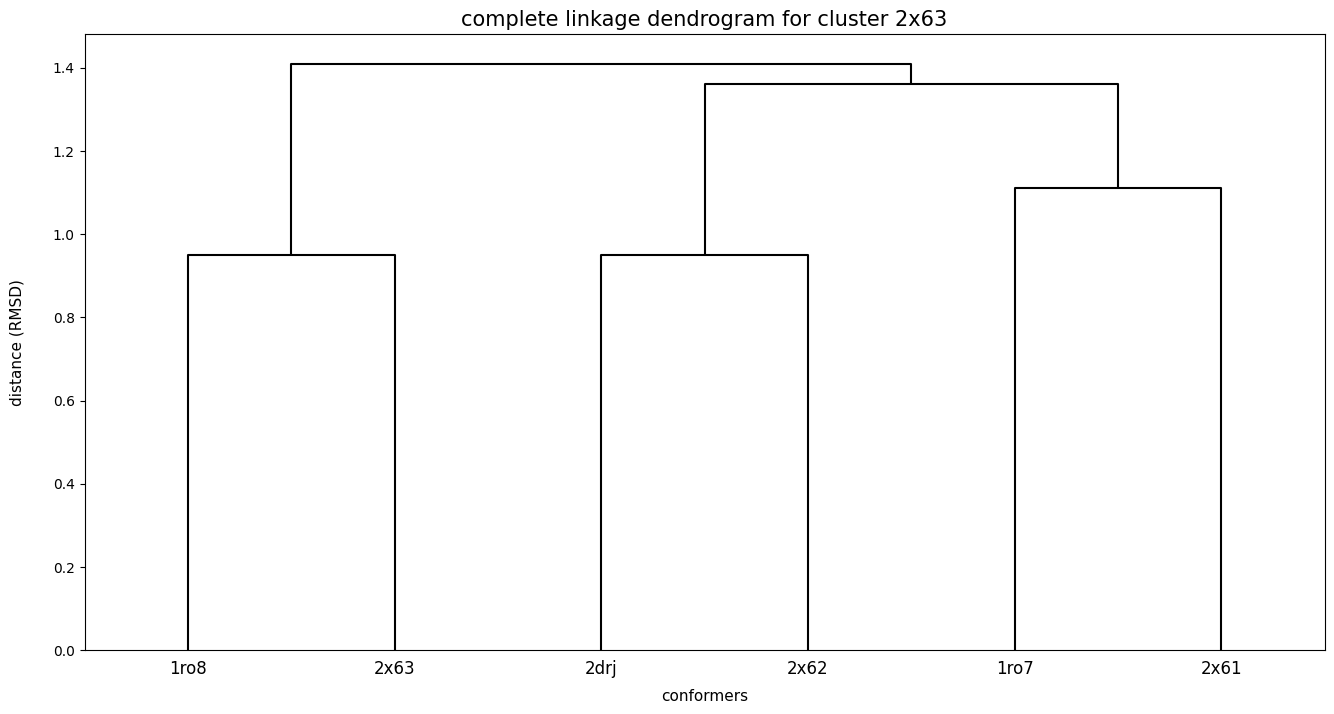 complete linkage dendrogram for cluster 2x63
1.4
1.2
1.0
0.8
0.6
0.4
0.2
0.0
distance (RMSD)
1ro8 2x63 2drj 2x62 1ro7 2x61
conformers